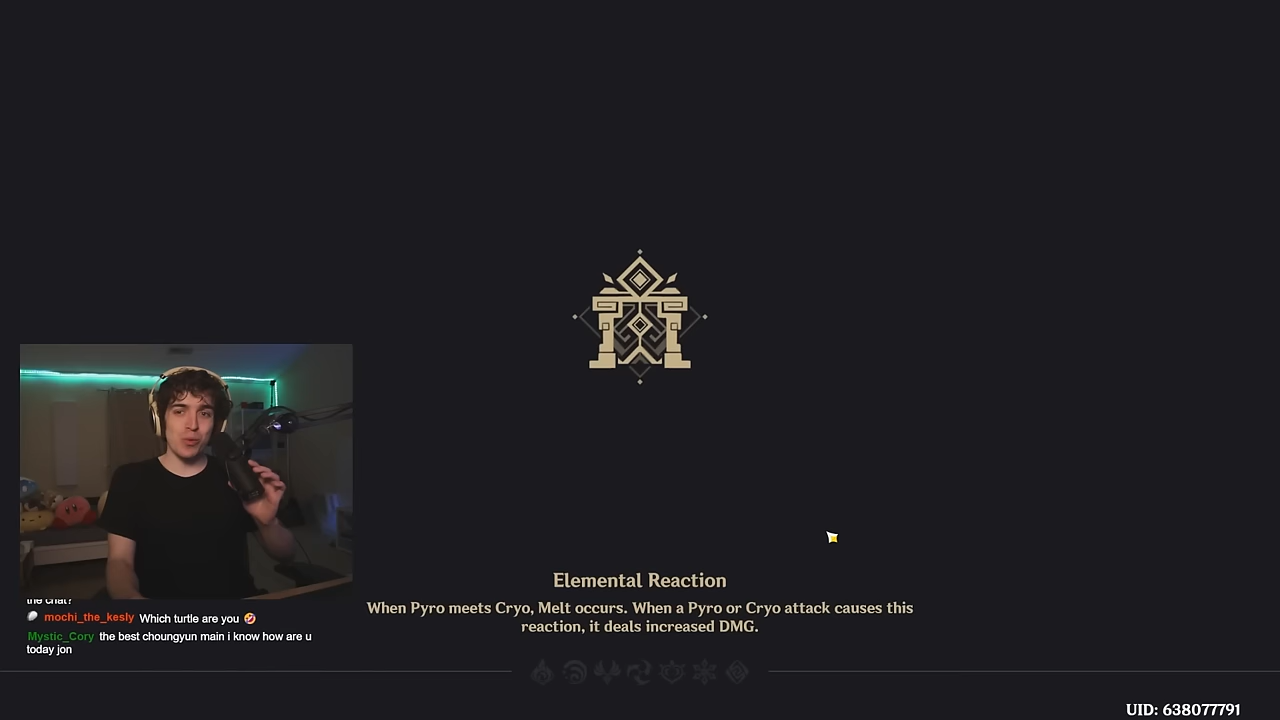 the chat?
mochi_the_kesly Which turtle are you 🤣
Mystic_Cory the best choungyun main i know how are u
today jon
Elemental Reaction
When Pyro meets Cryo, Melt occurs. When a Pyro or Cryo attack causes this
reaction, it deals increased DMG.
UID: 638077791